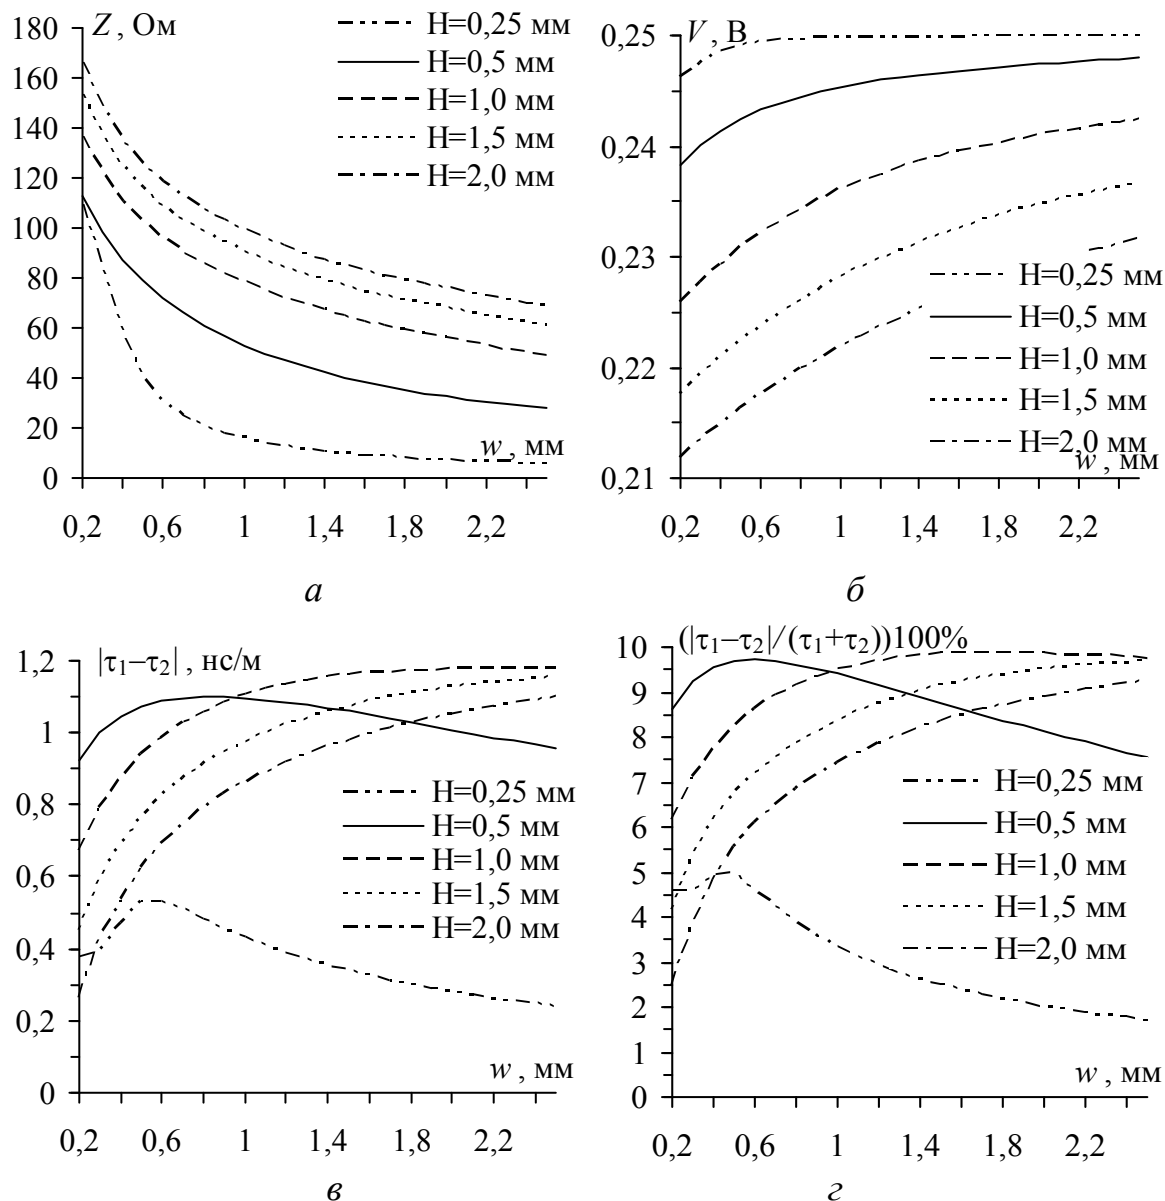 Z , Ом
180
160
140
120
100
80
60
40
20
0
H=0,25 мм
H=0,5 мм
H=1,0 мм
H=1,5 мм
H=2,0 мм
w , мм
0,2 0,6 1 1,4 1,8 2,2
а
V , В
0,25
0,24
0,23
0,22
0,21
H=0,25 мм
H=0,5 мм
H=1,0 мм
H=1,5 мм
H=2,0 мм
w , мм
0,2 0,6 1 1,4 1,8 2,2
б
|τ₁−τ₂| , нс/м
1,2
1
0,8
0,6
0,4
0,2
0
H=0,25 мм
H=0,5 мм
H=1,0 мм
H=1,5 мм
H=2,0 мм
w , мм
0,2 0,6 1 1,4 1,8 2,2
в
(|τ₁−τ₂|/(τ₁+τ₂))100%
10
9
8
7
6
5
4
3
2
1
0
H=0,25 мм
H=0,5 мм
H=1,0 мм
H=1,5 мм
H=2,0 мм
w , мм
0,2 0,6 1 1,4 1,8 2,2
г